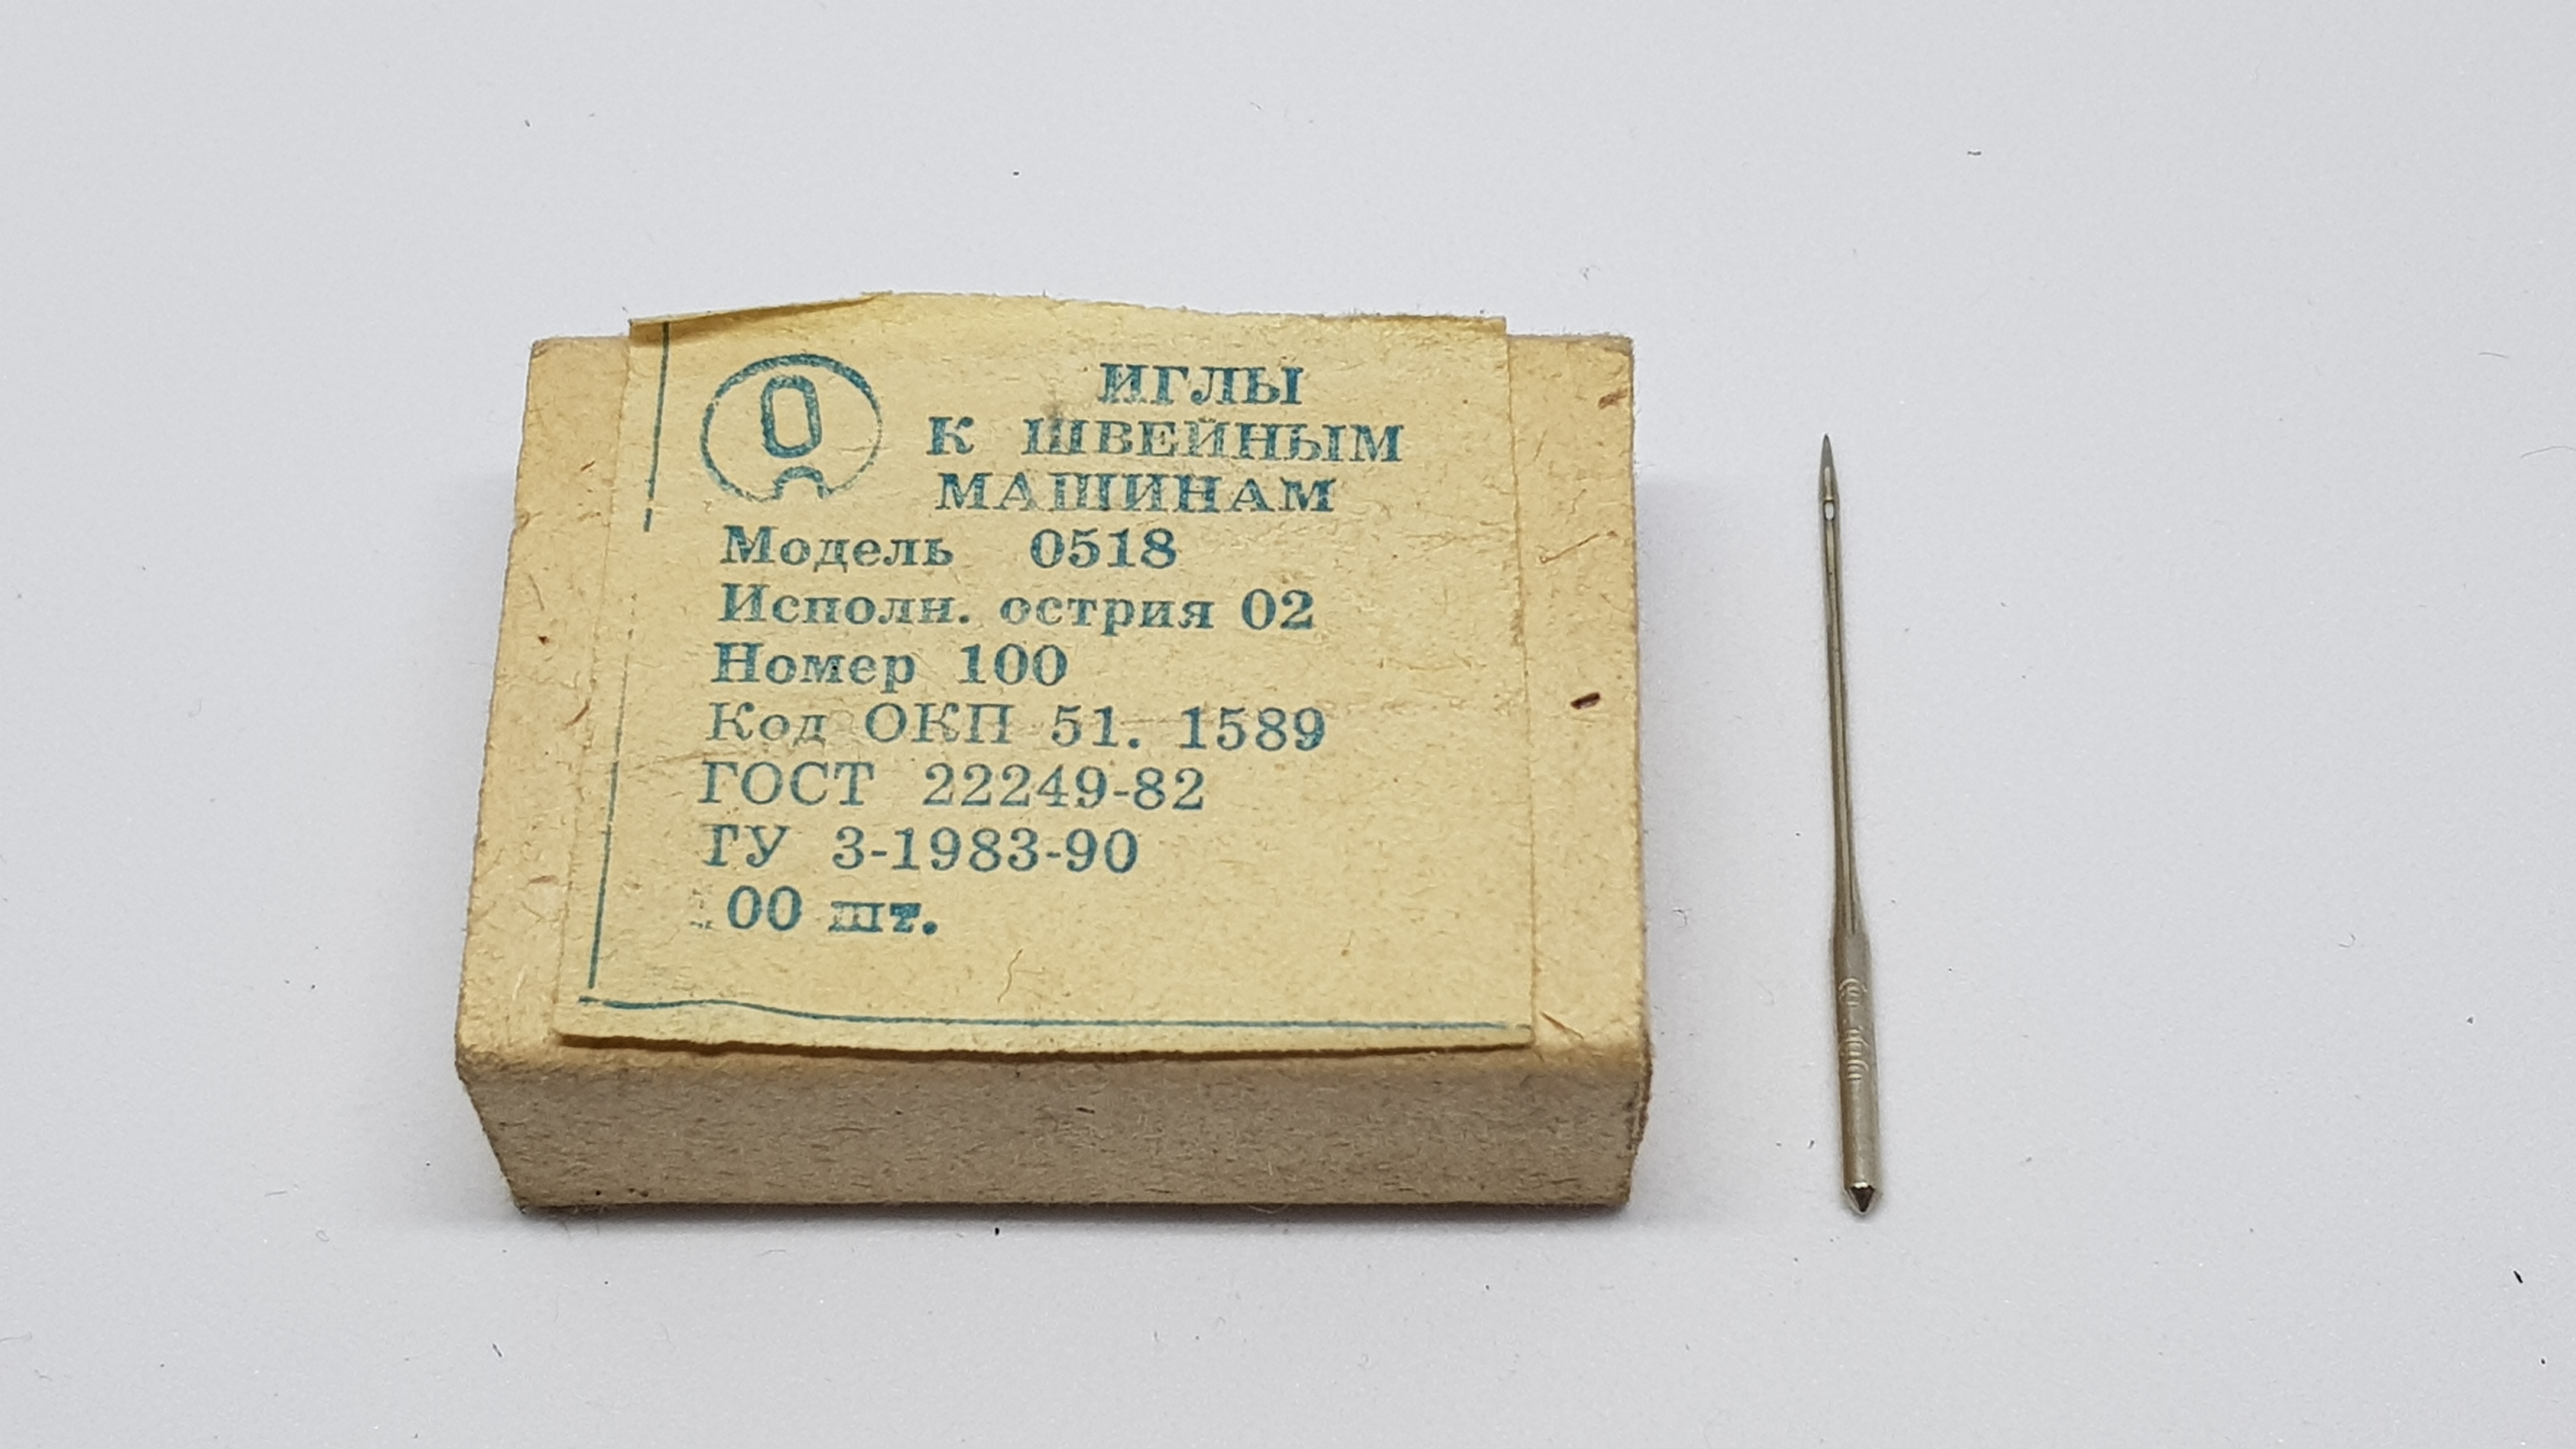 ИГЛЫ
К ШВЕЙНЫМ
МАШИНАМ
Модель 0518
Исполн. острия 02
Номер 100
Код ОКП 51. 1589
ГОСТ 22249-82
ГУ 3-1983-90
00 шт.